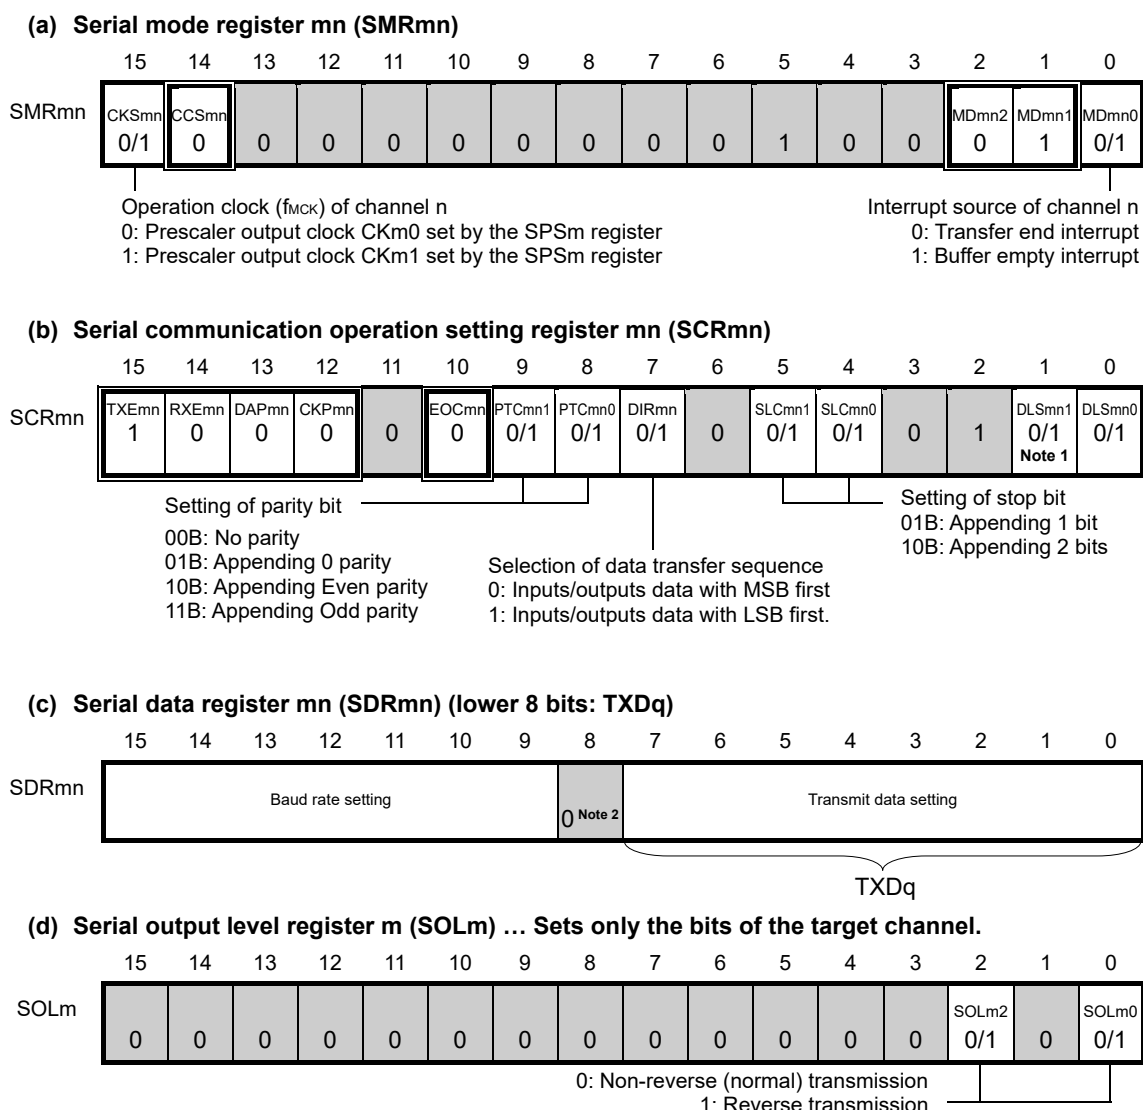 (a) Serial mode register mn (SMRmn)
15 14 13 12 11 10 9 8 7 6 5 4 3 2 1 0
SMRmn CKSmn CCSmn MDmn2 MDmn1 MDmn0
0/1 0 0 0 0 0 0 0 0 0 1 0 0 0 1 0/1
Operation clock (fMCK) of channel n
0: Prescaler output clock CKm0 set by the SPSm register
1: Prescaler output clock CKm1 set by the SPSm register
Interrupt source of channel n
0: Transfer end interrupt
1: Buffer empty interrupt
(b) Serial communication operation setting register mn (SCRmn)
15 14 13 12 11 10 9 8 7 6 5 4 3 2 1 0
SCRmn TXEmn RXEmn DAPmn CKPmn EOCmn PTCmn1 PTCmn0 DIRmn SLCmn1 SLCmn0 DLSmn1 DLSmn0
1 0 0 0 0 0 0/1 0/1 0/1 0 0/1 0/1 0 1 0/1 0/1
Note 1
Setting of parity bit
00B: No parity
01B: Appending 0 parity
10B: Appending Even parity
11B: Appending Odd parity
Selection of data transfer sequence
0: Inputs/outputs data with MSB first
1: Inputs/outputs data with LSB first.
Setting of stop bit
01B: Appending 1 bit
10B: Appending 2 bits
(c) Serial data register mn (SDRmn) (lower 8 bits: TXDq)
15 14 13 12 11 10 9 8 7 6 5 4 3 2 1 0
SDRmn Baud rate setting 0 Note 2 Transmit data setting
TXDq
(d) Serial output level register m (SOLm) … Sets only the bits of the target channel.
15 14 13 12 11 10 9 8 7 6 5 4 3 2 1 0
SOLm SOLm2 SOLm0
0 0 0 0 0 0 0 0 0 0 0 0 0 0/1 0 0/1
0: Non-reverse (normal) transmission
1: Reverse transmission